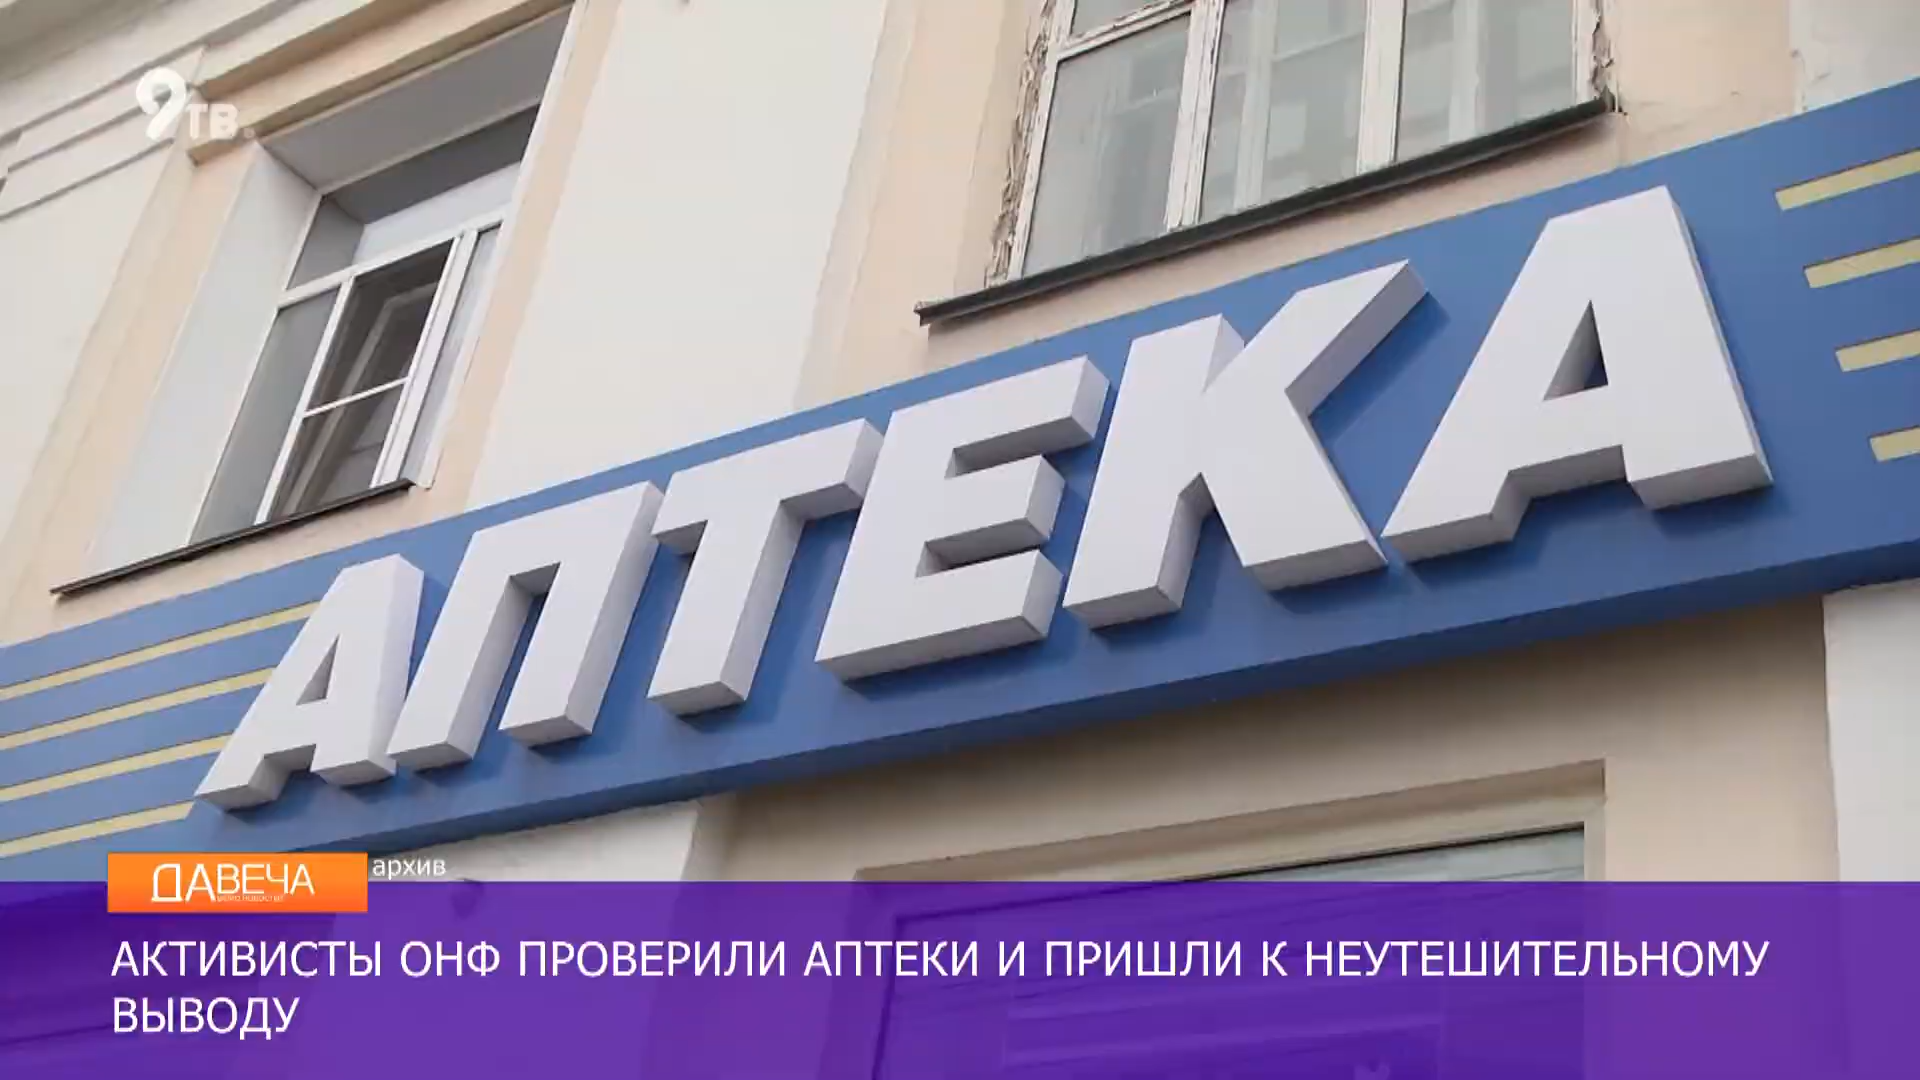 9ТВ.
АПТЕКА
ДАВЕЧА
архив
АКТИВИСТЫ ОНФ ПРОВЕРИЛИ АПТЕКИ И ПРИШЛИ К НЕУТЕШИТЕЛЬНОМУ
ВЫВОДУ